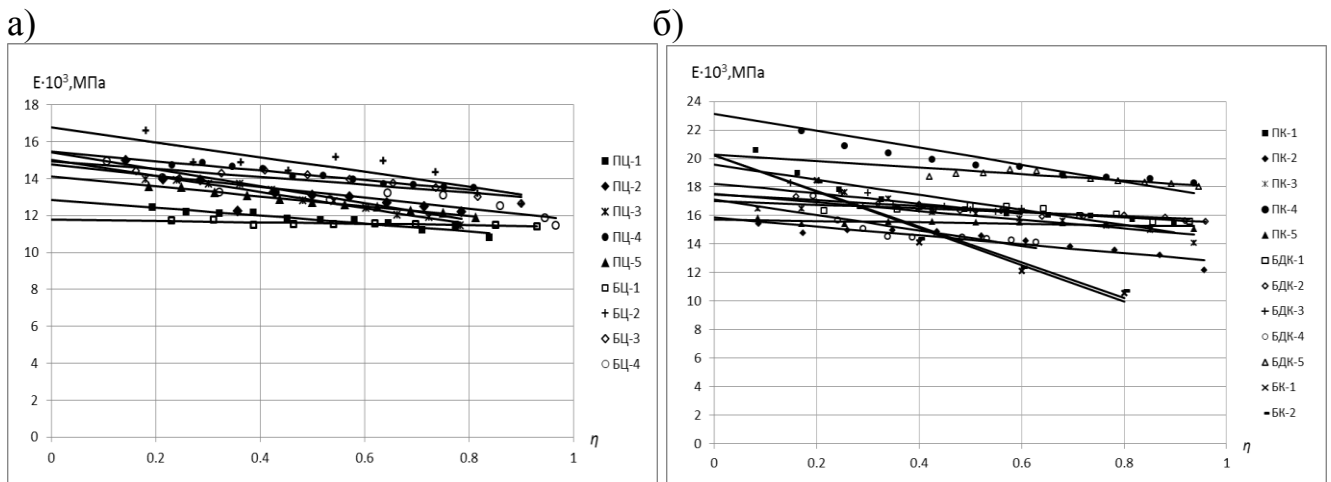 а)
E·10³,МПа
18
16
14
12
10
8
6
4
2
0
0 0.2 0.4 0.6 0.8 1
η
ПЦ-1
ПЦ-2
ПЦ-3
ПЦ-4
ПЦ-5
БЦ-1
БЦ-2
БЦ-3
БЦ-4
б)
E·10³,МПа
24
22
20
18
16
14
12
10
8
6
4
2
0
0 0.2 0.4 0.6 0.8 1
η
ПК-1
ПК-2
ПК-3
ПК-4
ПК-5
БДК-1
БДК-2
БДК-3
БДК-4
БДК-5
БК-1
БК-2